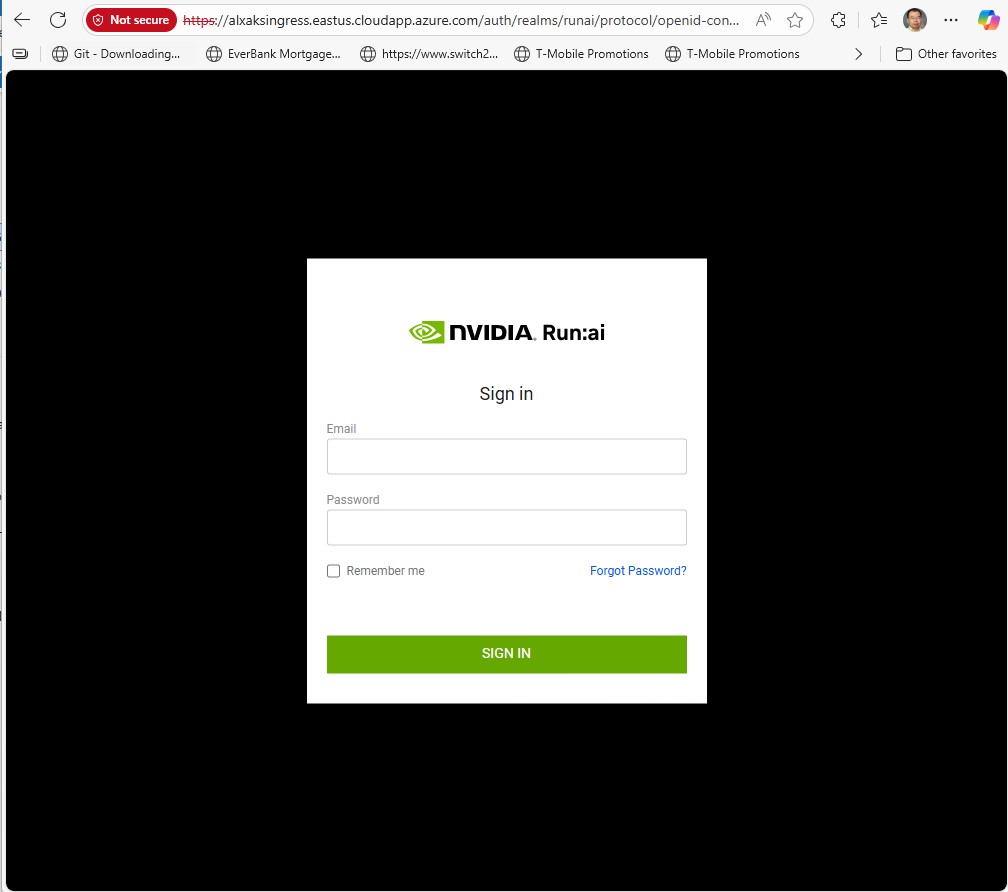 Not secure https://alxaksingress.eastus.cloudapp.azure.com/auth/realms/runai/protocol/openid-con...
Git - Downloading... EverBank Mortgage... https://www.switch2... T-Mobile Promotions T-Mobile Promotions Other favorites
NVIDIA. Run:ai
Sign in
Email
Password
Remember me Forgot Password?
SIGN IN